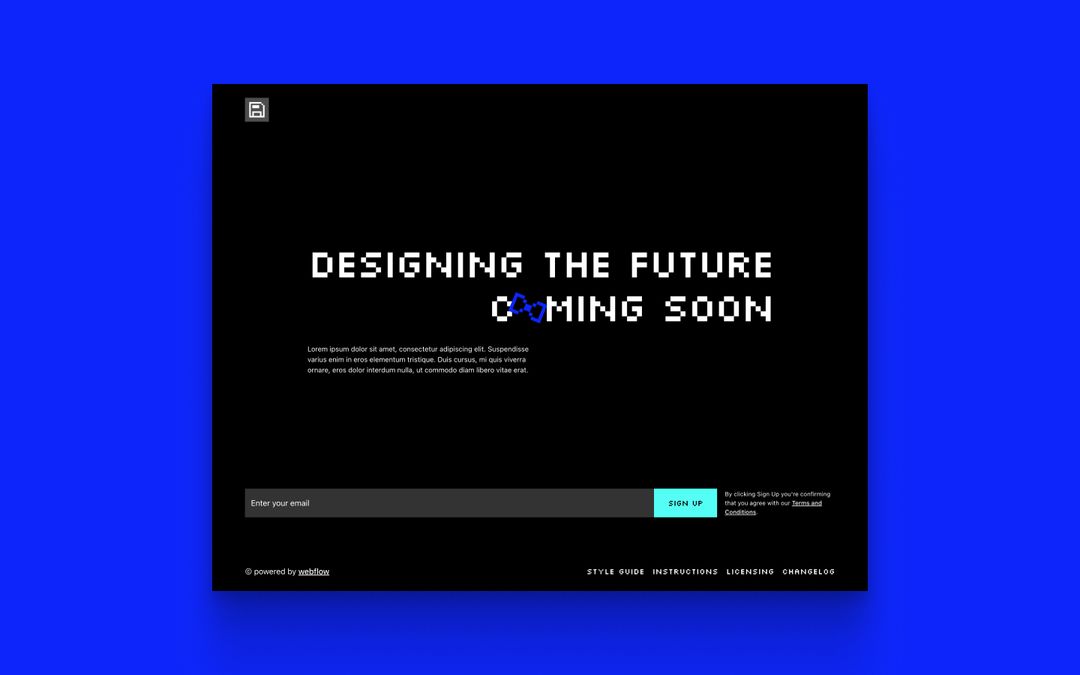 DESIGNING THE FUTURE
COMING SOON
Lorem ipsum dolor sit amet, consectetur adipiscing elit. Suspendisse
varius enim in eros elementum tristique. Duis cursus, mi quis viverra
ornare, eros dolor interdum nulla, ut commodo diam libero vitae erat.
Enter your email
SIGN UP
By clicking Sign Up you're confirming
that you agree with our Terms and
Conditions.
© powered by webflow
STYLE GUIDE INSTRUCTIONS LICENSING CHANGELOG